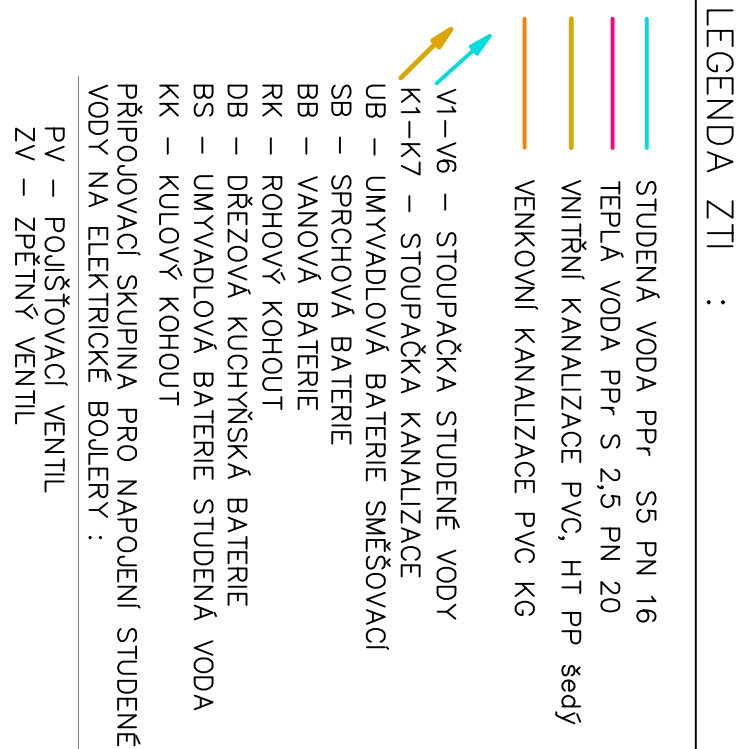 LEGENDA ZTI :
STUDENÁ VODA PPr S5 PN 16
TEPLÁ VODA PPr S 2,5 PN 20
VNITŘNÍ KANALIZACE PVC, HT PP šedý
VENKOVNÍ KANALIZACE PVC KG
V1–V6 – STOUPAČKA STUDENÉ VODY
K1–K7 – STOUPAČKA KANALIZACE
UB – UMYVADLOVÁ BATERIE SMĚŠOVACÍ
SB – SPRCHOVÁ BATERIE
BB – VANOVÁ BATERIE
RK – ROHOVÝ KOHOUT
DB – DŘEZOVÁ KUCHYŇSKÁ BATERIE
BS – UMYVADLOVÁ BATERIE STUDENÁ VODA
KK – KULOVÝ KOHOUT
PŘIPOJOVACÍ SKUPINA PRO NAPOJENÍ STUDENÉ
VODY NA ELEKTRICKÉ BOJLERY :
PV – POJIŠŤOVACÍ VENTIL
ZV – ZPĚTNÝ VENTIL